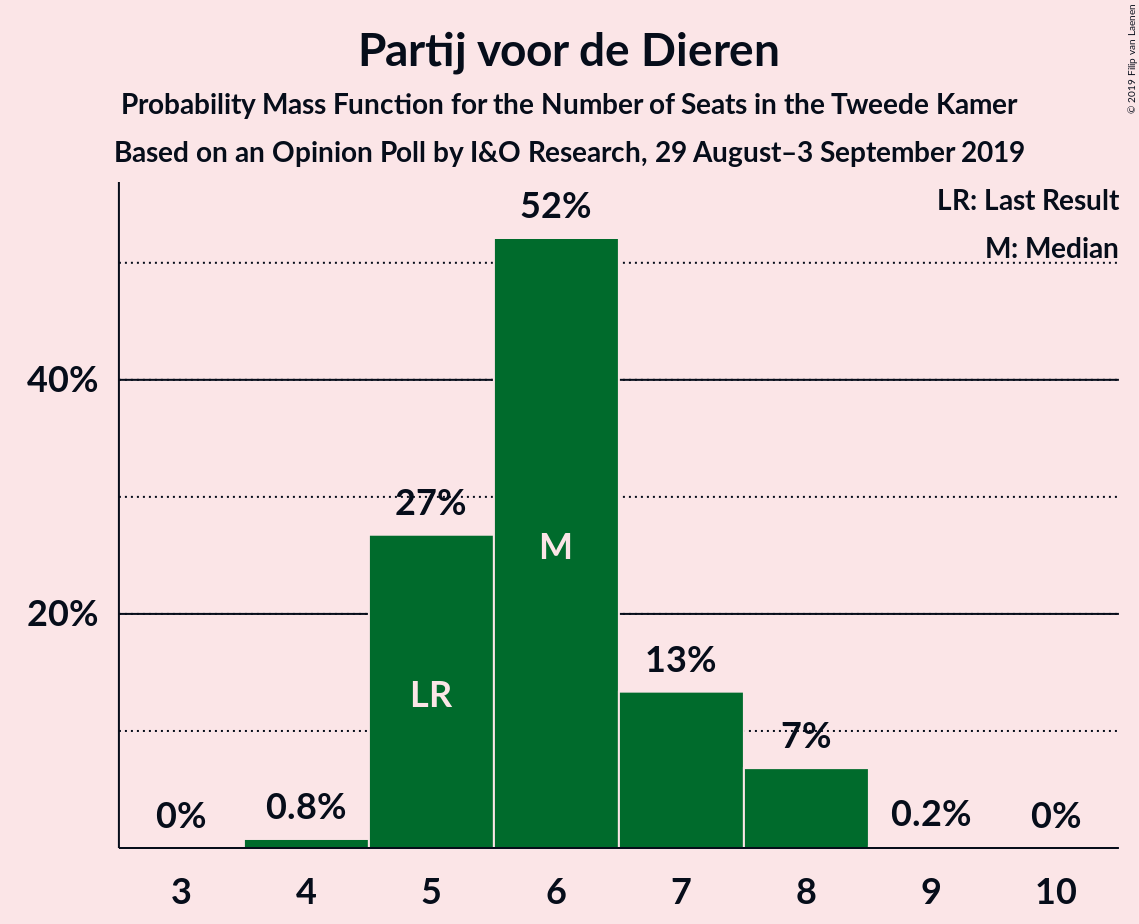 Partij voor de Dieren
Probability Mass Function for the Number of Seats in the Tweede Kamer
Based on an Opinion Poll by I&O Research, 29 August–3 September 2019
© 2019 Filip van Laenen
LR: Last Result
M: Median
40%
20%
0%
0.8%
27%
52%
13%
7%
0.2%
0%
LR
M
3 4 5 6 7 8 9 10